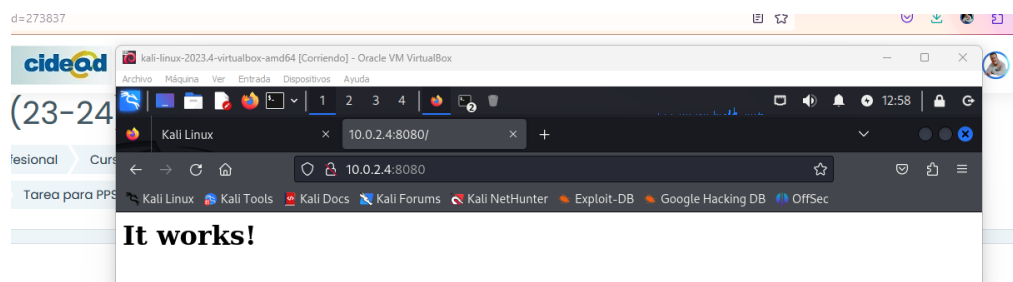 d=273837
cidead
kali-linux-2023.4-virtualbox-amd64 [Corriendo] - Oracle VM VirtualBox
Archivo Máquina Ver Entrada Dispositivos Ayuda
(23-24
1 2 3 4 2 12:58
Kali Linux 10.0.2.4:8080/
fesional Curs
10.0.2.4:8080
Tarea para PPS
Kali Linux Kali Tools Kali Docs Kali Forums Kali NetHunter Exploit-DB Google Hacking DB OffSec
It works!